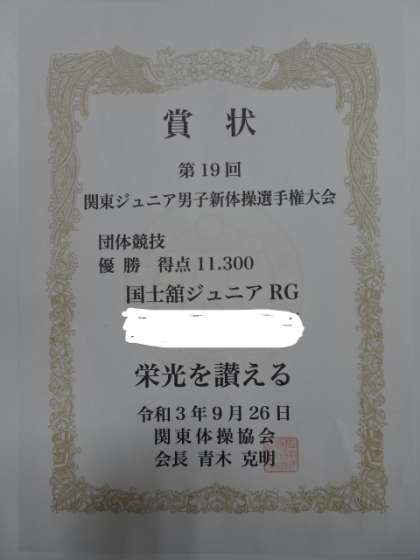 賞状
第19回
関東ジュニア男子新体操選手権大会
団体競技
優勝 得点11.300
国士舘ジュニアRG
栄光を讃える
令和3年9月26日
関東体操協会
会長 青木 克明